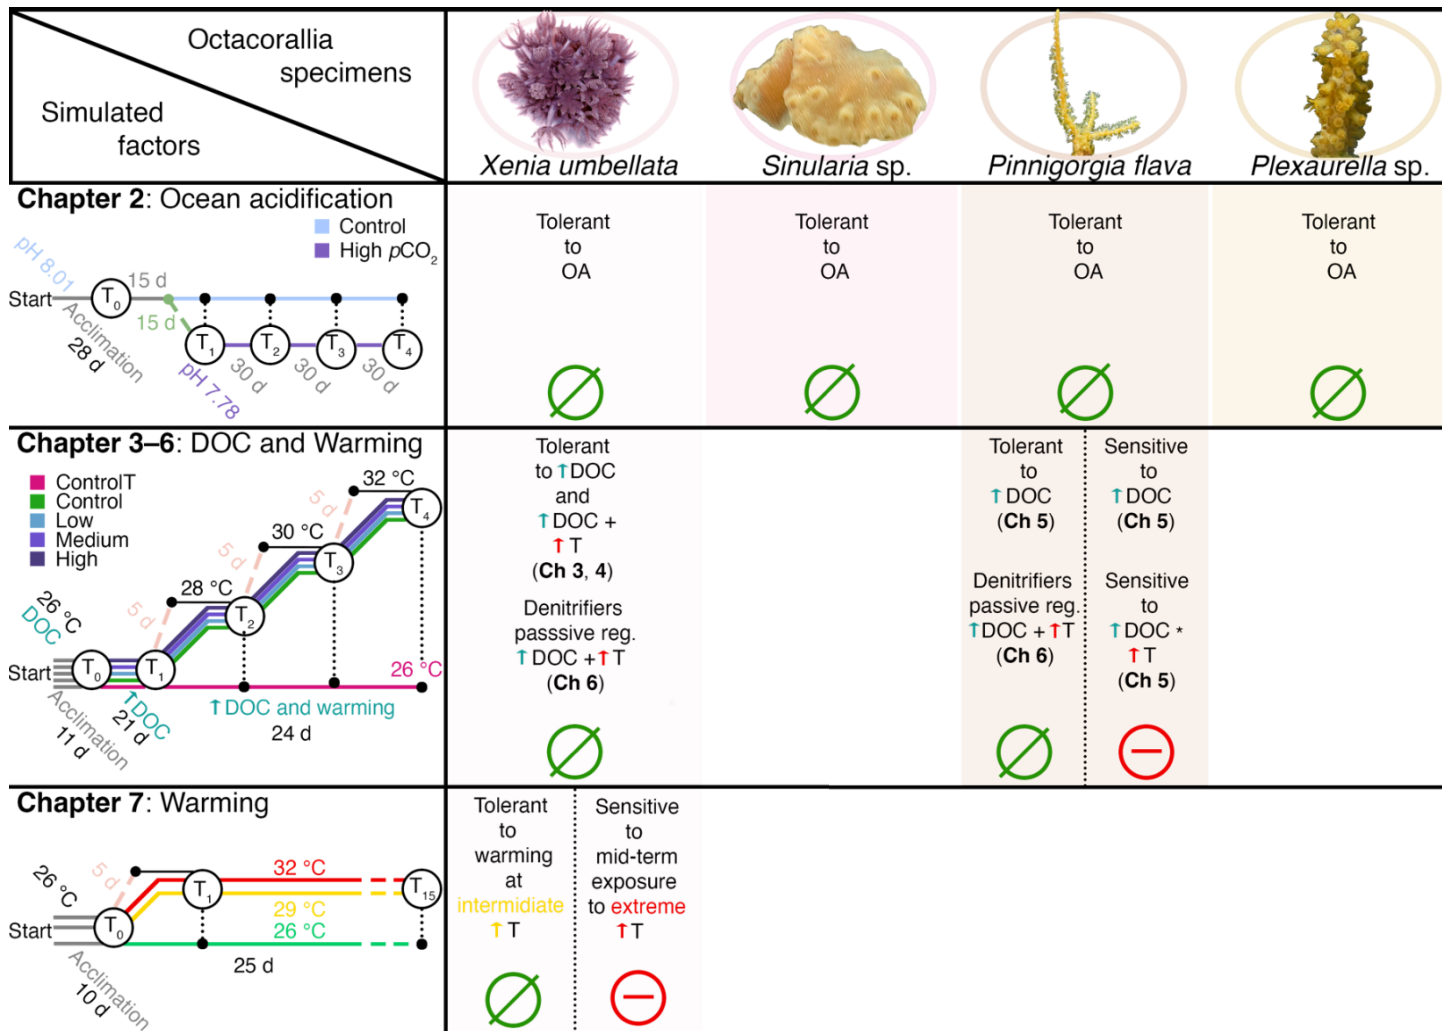 Octacorallia
specimens
Simulated
factors
Xenia umbellata
Sinularia sp.
Pinnigorgia flava
Plexaurella sp.
Chapter 2: Ocean acidification
Control
High pCO2
pH 8.01
15 d
Start
T0
Acclimation
28 d
15 d
T1
T2
T3
T4
30 d
30 d
30 d
pH 7.78
Tolerant
to
OA
Tolerant
to
OA
Tolerant
to
OA
Tolerant
to
OA
Chapter 3–6: DOC and Warming
ControlT
Control
Low
Medium
High
32 °C
5 d
T4
30 °C
5 d
T3
28 °C
5 d
T2
26 °C
DOC
Start
T0
T1
26 °C
Acclimation
11 d
↑DOC
21 d
↑DOC and warming
24 d
Tolerant
to ↑DOC
and
↑DOC +
↑T
(Ch 3, 4)
Denitrifiers
passsive reg.
↑DOC +↑T
(Ch 6)
Tolerant
to
↑DOC
(Ch 5)
Denitrifiers
passive reg.
↑DOC +↑T
(Ch 6)
Sensitive
to
↑DOC
(Ch 5)
Sensitive
to
↑DOC *
↑T
(Ch 5)
Chapter 7: Warming
26 °C
5 d
32 °C
T1
T15
29 °C
T0
Start
26 °C
Acclimation
10 d
25 d
Tolerant
to
warming
at
intermidiate
↑T
Sensitive
to
mid-term
exposure
to extreme
↑T